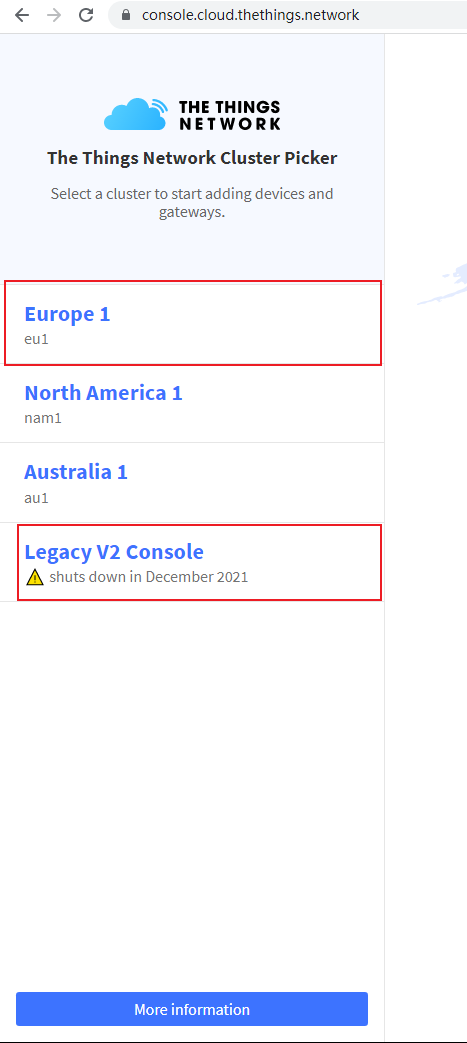 console.cloud.thethings.network
THE THINGS
NETWORK
The Things Network Cluster Picker
Select a cluster to start adding devices and
gateways.
Europe 1
eu1
North America 1
nam1
Australia 1
au1
Legacy V2 Console
shuts down in December 2021
More information